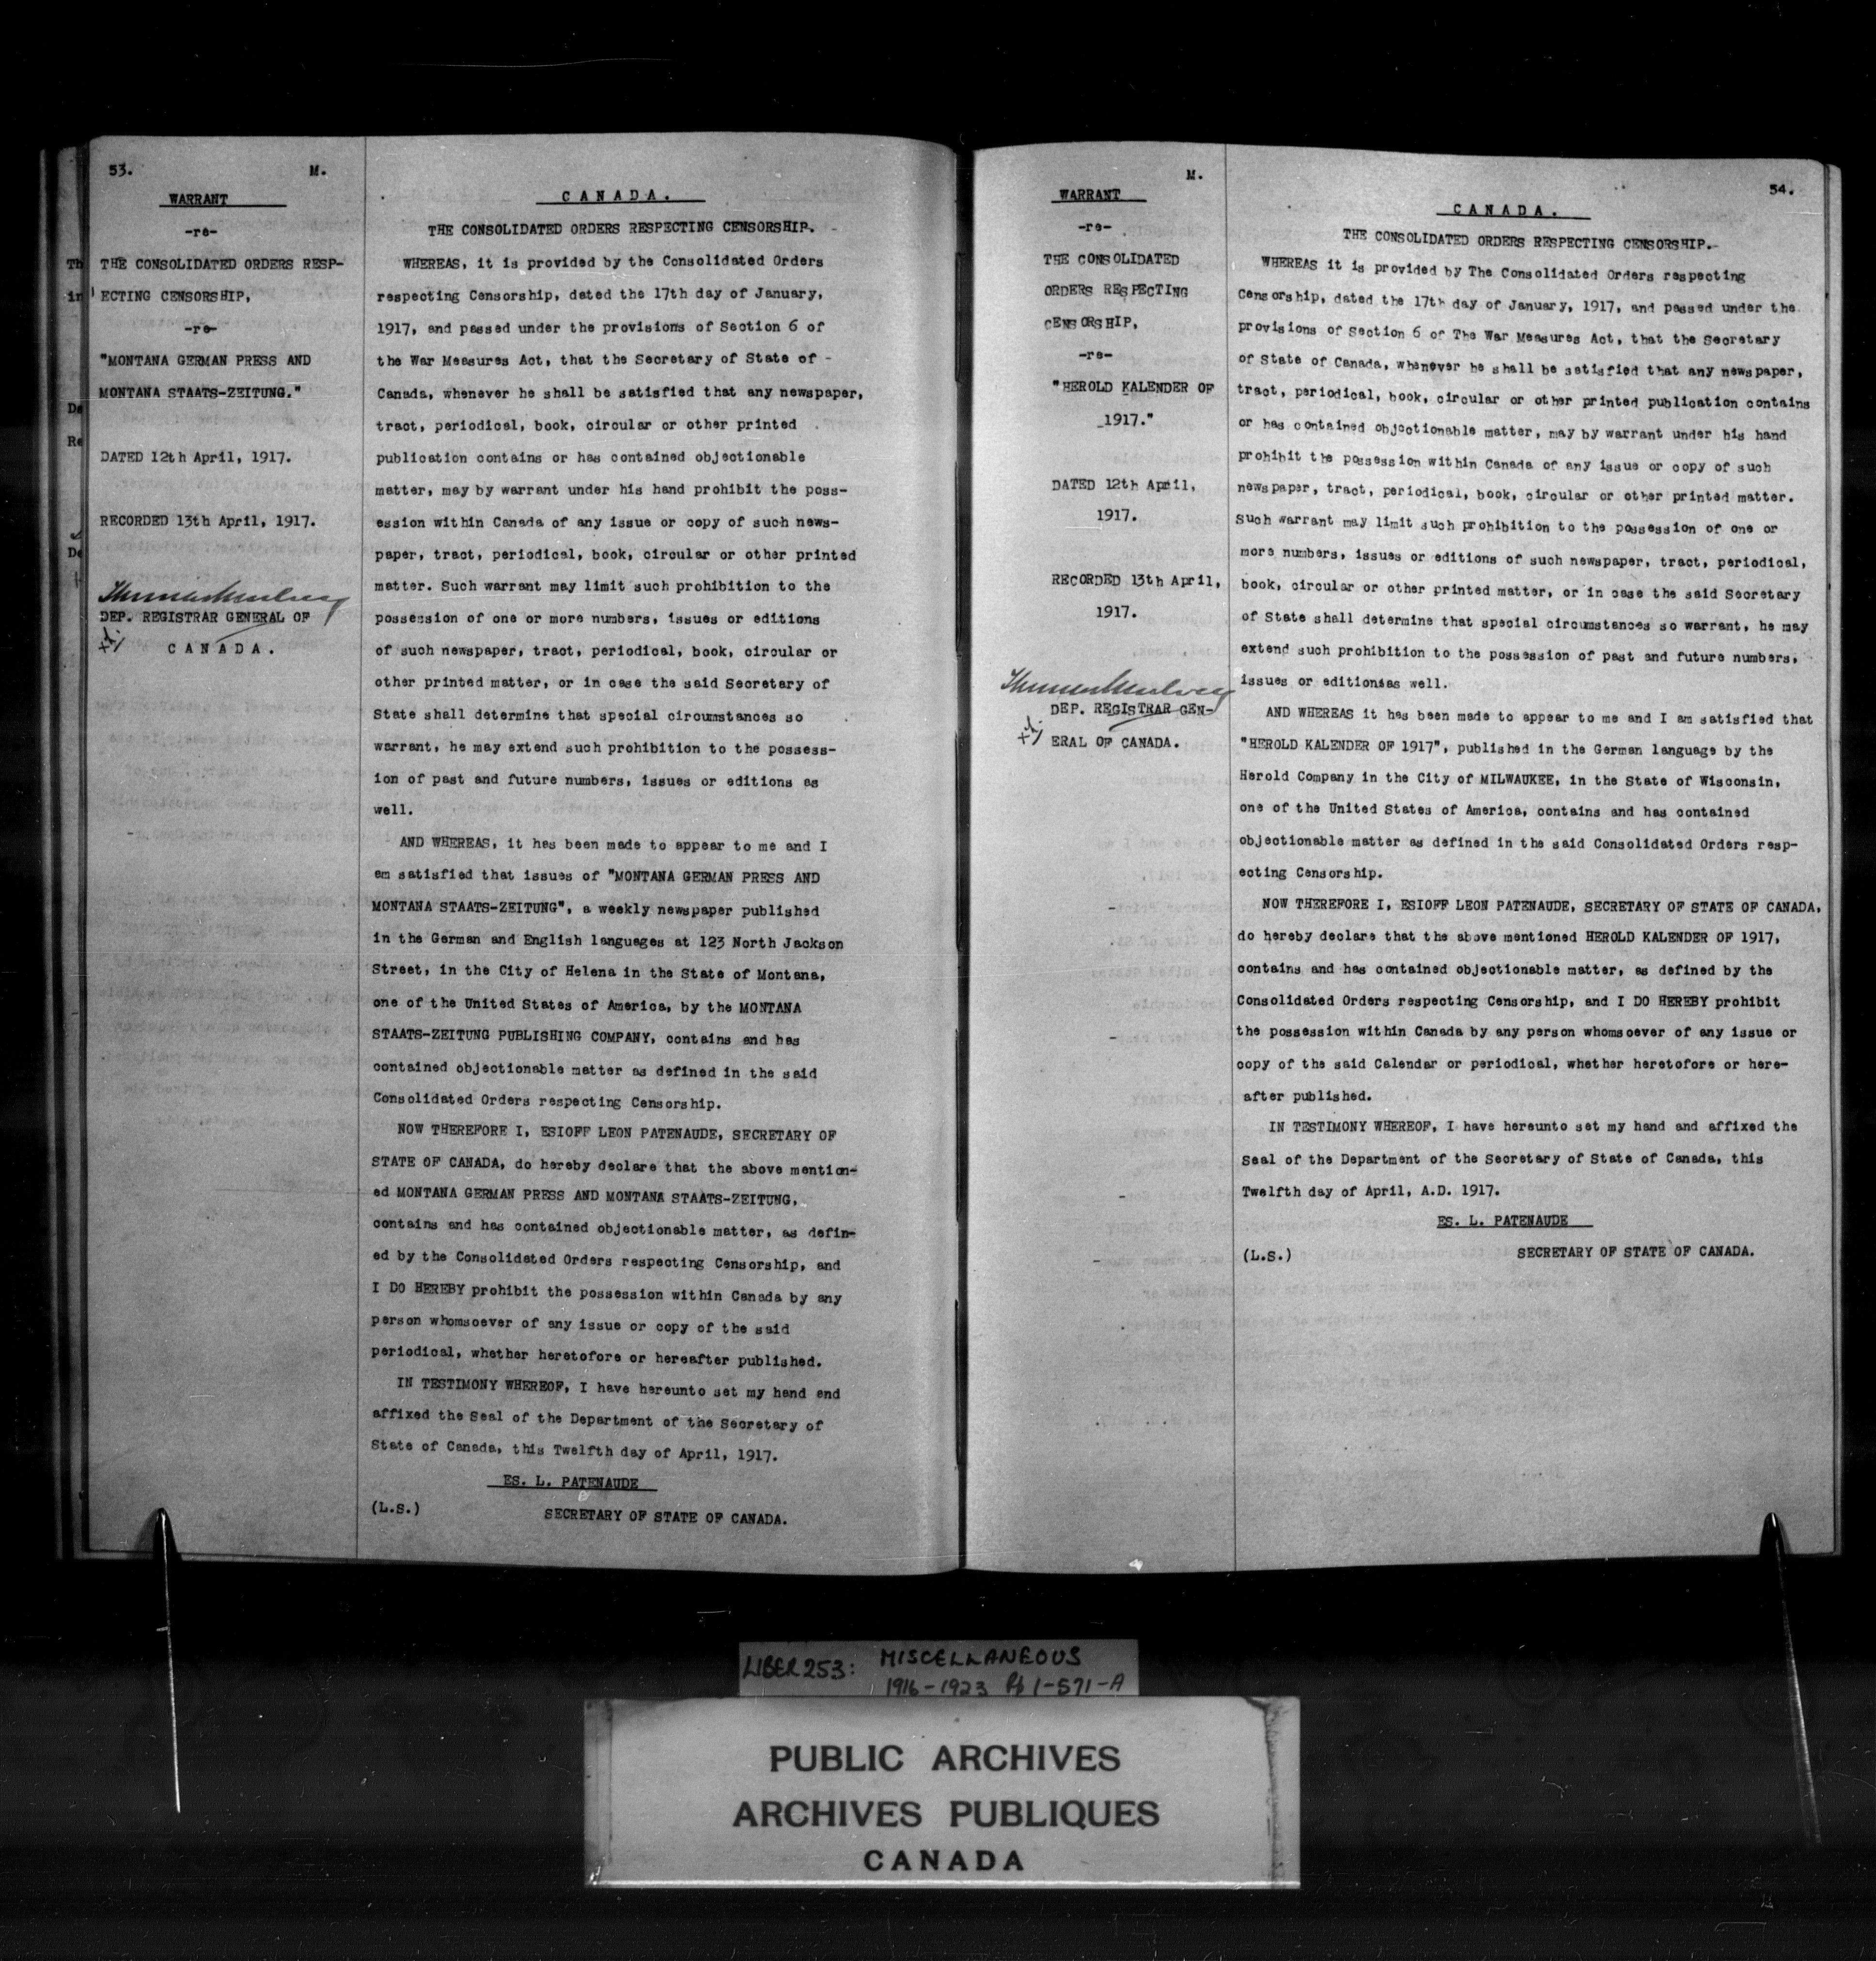 53. M.
WARRANT
-re-
THE CONSOLIDATED ORDERS RESP-
ECTING CENSORSHIP,
-re-
"MONTANA GERMAN PRESS AND
MONTANA STAATS-ZEITUNG."
DATED 12th April, 1917.
RECORDED 13th April, 1917.
DEP. REGISTRAR GENERAL OF
CANADA.
CANADA.
THE CONSOLIDATED ORDERS RESPECTING CENSORSHIP.
WHEREAS, it is provided by the Consolidated Orders
respecting Censorship, dated the 17th day of January,
1917, and passed under the provisions of Section 6 of
the War Measures Act, that the Secretary of State of -
Canada, whenever he shall be satisfied that any newspaper,
tract, periodical, book, circular or other printed
publication contains or has contained objectionable
matter, may by warrant under his hand prohibit the poss-
ession within Canada of any issue or copy of such news-
paper, tract, periodical, book, circular or other printed
matter. Such warrant may limit such prohibition to the
possession of one or more numbers, issues or editions
of such newspaper, tract, periodical, book, circular or
other printed matter, or in case the said Secretary of
State shall determine that special circumstances so
warrant, he may extend such prohibition to the possess-
ion of past and future numbers, issues or editions as
well.
AND WHEREAS, it has been made to appear to me and I
am satisfied that issues of "MONTANA GERMAN PRESS AND
MONTANA STAATS-ZEITUNG", a weekly newspaper published
in the German and English languages at 123 North Jackson
Street, in the City of Helena in the State of Montana,
one of the United States of America, by the MONTANA
STAATS-ZEITUNG PUBLISHING COMPANY, contains and has
contained objectionable matter as defined in the said
Consolidated Orders respecting Censorship.
NOW THEREFORE I, ESIOFF LEON PATENAUDE, SECRETARY OF
STATE OF CANADA, do hereby declare that the above mention-
ed MONTANA GERMAN PRESS AND MONTANA STAATS-ZEITUNG,
contains and has contained objectionable matter, as defin-
ed by the Consolidated Orders respecting Censorship, and
I DO HEREBY prohibit the possession within Canada by any
person whomsoever of any issue or copy of the said
periodical, whether heretofore or hereafter published.
IN TESTIMONY WHEREOF, I have hereunto set my hand and
affixed the Seal of the Department of the Secretary of
State of Canada, this Twelfth day of April, 1917.
ES. L. PATENAUDE
(L.S.) SECRETARY OF STATE OF CANADA.
M.
WARRANT
-re-
THE CONSOLIDATED
ORDERS RESPECTING
CENSORSHIP,
-re-
"HEROLD KALENDER OF
1917."
DATED 12th April,
1917.
RECORDED 13th April,
1917.
DEP. REGISTRAR GEN-
ERAL OF CANADA.
54.
CANADA.
THE CONSOLIDATED ORDERS RESPECTING CENSORSHIP.
WHEREAS it is provided by The Consolidated Orders respecting
Censorship, dated the 17th day of January, 1917, and passed under the
provisions of Section 6 of The War Measures Act, that the Secretary
of State of Canada, whenever he shall be satisfied that any newspaper,
tract, periodical, book, circular or other printed publication contains
or has contained objectionable matter, may by warrant under his hand
prohibit the possession within Canada of any issue or copy of such
newspaper, tract, periodical, book, circular or other printed matter.
Such warrant may limit such prohibition to the possession of one or
more numbers, issues or editions of such newspaper, tract, periodical,
book, circular or other printed matter, or in case the said Secretary
of State shall determine that special circumstances so warrant, he may
extend such prohibition to the possession of past and future numbers,
issues or editions as well.
AND WHEREAS it has been made to appear to me and I am satisfied that
"HEROLD KALENDER OF 1917", published in the German language by the
Herold Company in the City of MILWAUKEE, in the State of Wisconsin,
one of the United States of America, contains and has contained
objectionable matter as defined in the said Consolidated Orders resp-
ecting Censorship.
NOW THEREFORE I, ESIOFF LEON PATENAUDE, SECRETARY OF STATE OF CANADA,
do hereby declare that the above mentioned HEROLD KALENDER OF 1917,
contains and has contained objectionable matter, as defined by the
Consolidated Orders respecting Censorship, and I DO HEREBY prohibit
the possession within Canada by any person whomsoever of any issue or
copy of the said Calendar or periodical, whether heretofore or here-
after published.
IN TESTIMONY WHEREOF, I have hereunto set my hand and affixed the
Seal of the Department of the Secretary of State of Canada, this
Twelfth day of April, A.D. 1917.
ES. L. PATENAUDE
(L.S.) SECRETARY OF STATE OF CANADA.
LIBER 253: MISCELLANEOUS
1916-1923 Pp 1-571-A
PUBLIC ARCHIVES
ARCHIVES PUBLIQUES
CANADA